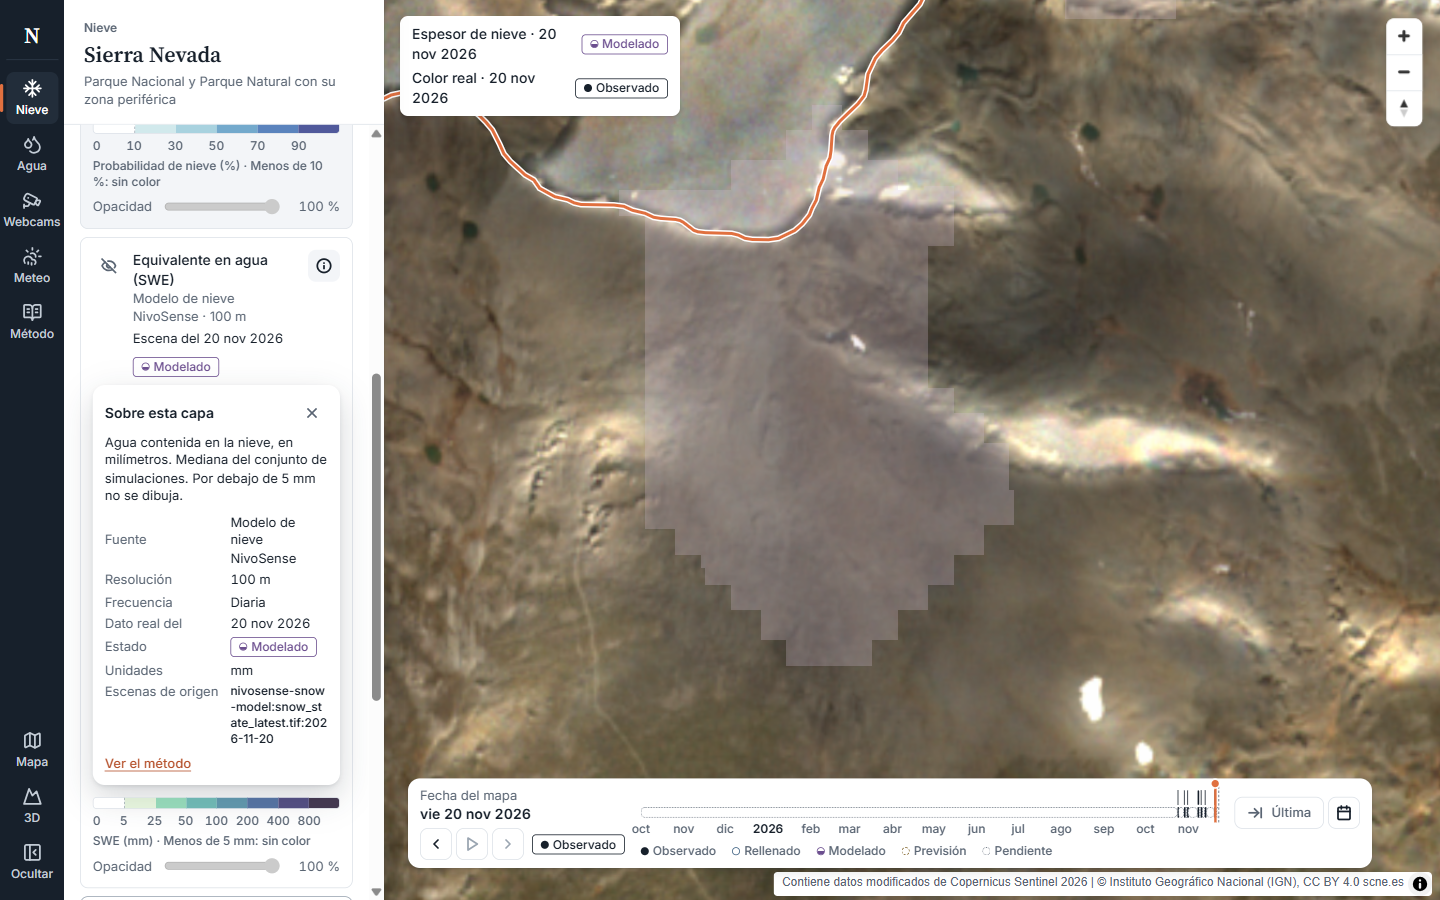 N
Nieve
Agua
Webcams
Meteo
Método
Mapa
3D
Ocultar
Nieve
Sierra Nevada
Parque Nacional y Parque Natural con su
zona periférica
0 10 30 50 70 90
Probabilidad de nieve (%) · Menos de 10
%: sin color
Opacidad 100 %
Equivalente en agua
(SWE)
Modelo de nieve
NivoSense · 100 m
Escena del 20 nov 2026
Modelado
Sobre esta capa
Agua contenida en la nieve, en
milímetros. Mediana del conjunto de
simulaciones. Por debajo de 5 mm
no se dibuja.
Fuente Modelo de
nieve
NivoSense
Resolución 100 m
Frecuencia Diaria
Dato real del 20 nov 2026
Estado Modelado
Unidades mm
Escenas de origen nivosense-snow
-model:snow_st
ate_latest.tif:202
6-11-20
Ver el método
0 5 25 50 100 200 400 800
SWE (mm) · Menos de 5 mm: sin color
Opacidad 100 %
Espesor de nieve · 20
nov 2026
Modelado
Color real · 20 nov
2026
Observado
Fecha del mapa
vie 20 nov 2026
Observado
oct nov dic 2026 feb mar abr may jun jul ago sep oct nov
Observado Rellenado Modelado Previsión Pendiente
Última
Contiene datos modificados de Copernicus Sentinel 2026 | © Instituto Geográfico Nacional (IGN), CC BY 4.0 scne.es